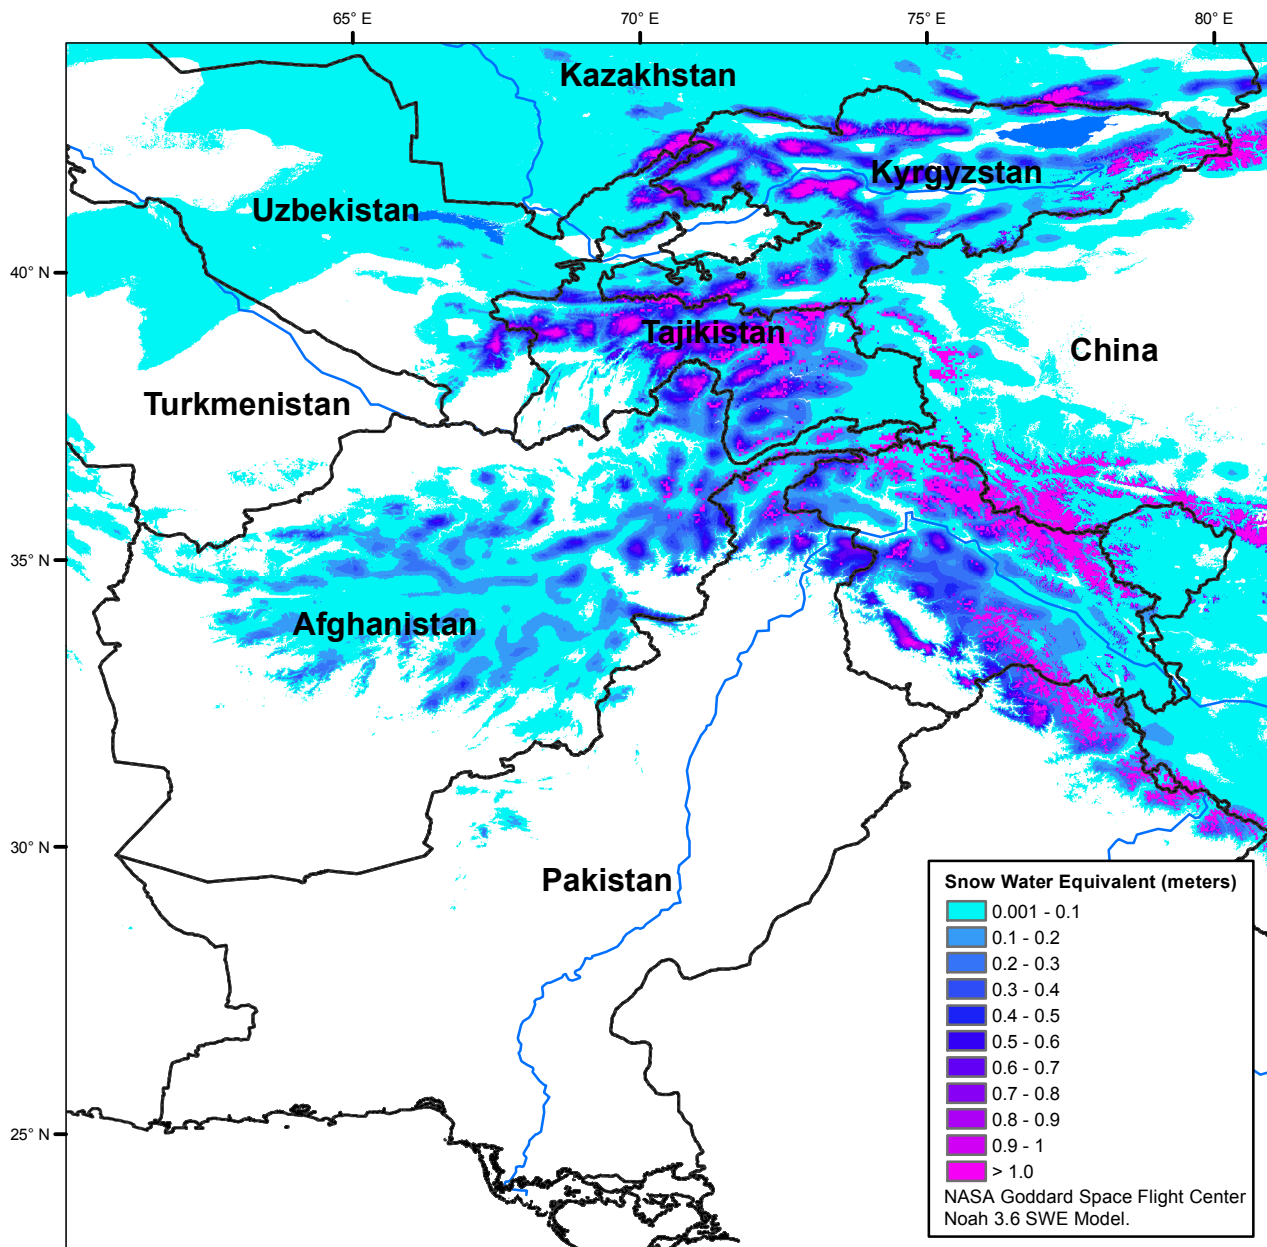 65° E
70° E
75° E
80° E
Kazakhstan
Kyrgyzstan
Uzbekistan
40° N
Tajikistan
China
Turkmenistan
35° N
Afghanistan
30° N
Pakistan
25° N
Snow Water Equivalent (meters)
0.001 - 0.1
0.1 - 0.2
0.2 - 0.3
0.3 - 0.4
0.4 - 0.5
0.5 - 0.6
0.6 - 0.7
0.7 - 0.8
0.8 - 0.9
0.9 - 1
> 1.0
NASA Goddard Space Flight Center
Noah 3.6 SWE Model.